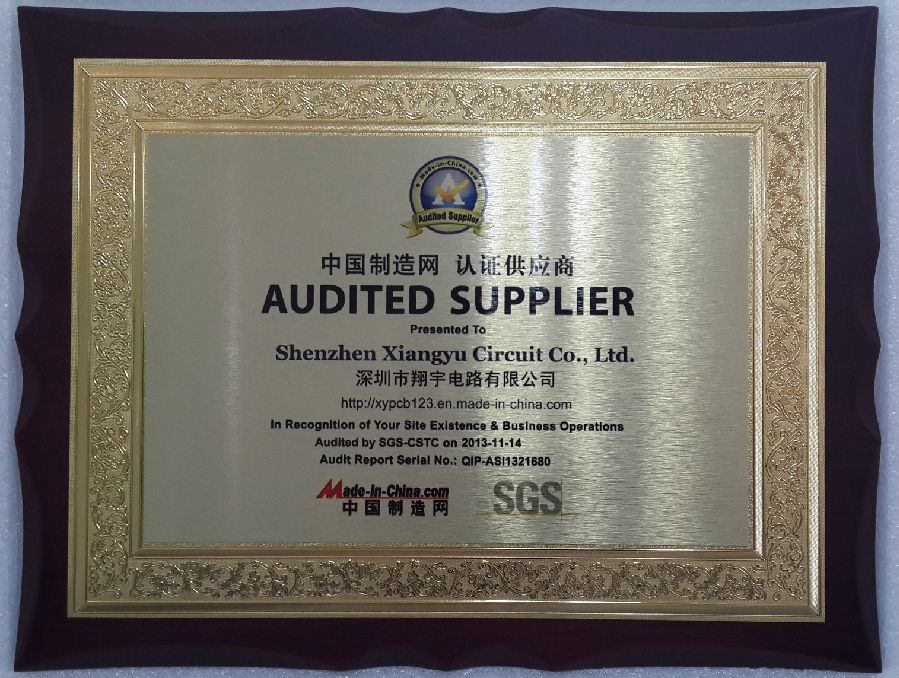 Made-in-China.com
Audited Supplier
中国制造网 认证供应商
AUDITED SUPPLIER
Presented To
Shenzhen Xiangyu Circuit Co., Ltd.
深圳市翔宇电路有限公司
http://xypcb123.en.made-in-china.com
In Recognition of Your Site Existence & Business Operations
Audited by SGS-CSTC on 2013-11-14
Audit Report Serial No.: QIP-ASI1321680
Made-in-China.com SGS
中国制造网